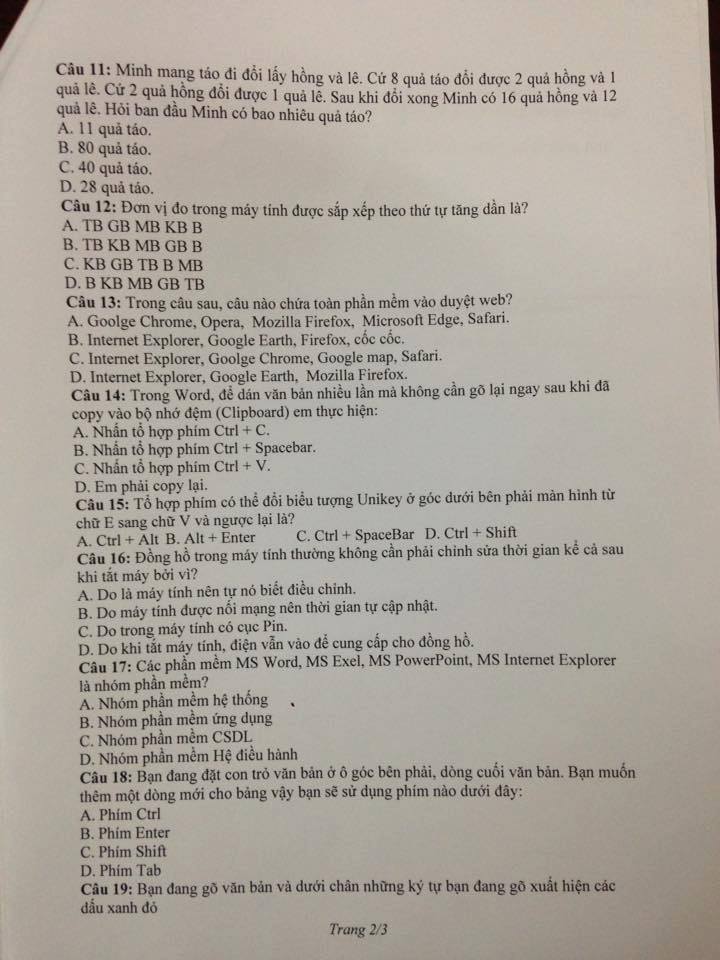 Câu 11: Minh mang táo đi đổi lấy hồng và lê. Cứ 8 quả táo đổi được 2 quả hồng và 1
quả lê. Cứ 2 quả hồng đổi được 1 quả lê. Sau khi đổi xong Minh có 16 quả hồng và 12
quả lê. Hỏi ban đầu Minh có bao nhiêu quả táo?
A. 11 quả táo.
B. 80 quả táo.
C. 40 quả táo.
D. 28 quả táo.
Câu 12: Đơn vị đo trong máy tính được sắp xếp theo thứ tự tăng dần là?
A. TB GB MB KB B
B. TB KB MB GB B
C. KB GB TB B MB
D. B KB MB GB TB
Câu 13: Trong câu sau, câu nào chứa toàn phần mềm vào duyệt web?
A. Goolge Chrome, Opera, Mozilla Firefox, Microsoft Edge, Safari.
B. Internet Explorer, Google Earth, Firefox, cốc cốc.
C. Internet Explorer, Goolge Chrome, Google map, Safari.
D. Internet Explorer, Google Earth, Mozilla Firefox.
Câu 14: Trong Word, để dán văn bản nhiều lần mà không cần gõ lại ngay sau khi đã
copy vào bộ nhớ đệm (Clipboard) em thực hiện:
A. Nhấn tổ hợp phím Ctrl + C.
B. Nhấn tổ hợp phím Ctrl + Spacebar.
C. Nhấn tổ hợp phím Ctrl + V.
D. Em phải copy lại.
Câu 15: Tổ hợp phím có thể đổi biểu tượng Unikey ở góc dưới bên phải màn hình từ
chữ E sang chữ V và ngược lại là?
A. Ctrl + Alt B. Alt + Enter C. Ctrl + SpaceBar D. Ctrl + Shift
Câu 16: Đồng hồ trong máy tính thường không cần phải chỉnh sửa thời gian kể cả sau
khi tắt máy bởi vì?
A. Do là máy tính nên tự nó biết điều chỉnh.
B. Do máy tính được nối mạng nên thời gian tự cập nhật.
C. Do trong máy tính có cục Pin.
D. Do khi tắt máy tính, điện vẫn vào để cung cấp cho đồng hồ.
Câu 17: Các phần mềm MS Word, MS Exel, MS PowerPoint, MS Internet Explorer
là nhóm phần mềm?
A. Nhóm phần mềm hệ thống
B. Nhóm phần mềm ứng dụng
C. Nhóm phần mềm CSDL
D. Nhóm phần mềm Hệ điều hành
Câu 18: Bạn đang đặt con trỏ văn bản ở ô góc bên phải, dòng cuối văn bản. Bạn muốn
thêm một dòng mới cho bảng vậy bạn sẽ sử dụng phím nào dưới đây:
A. Phím Ctrl
B. Phím Enter
C. Phím Shift
D. Phím Tab
Câu 19: Bạn đang gõ văn bản và dưới chân những ký tự bạn đang gõ xuất hiện các
dấu xanh đỏ
Trang 2/3